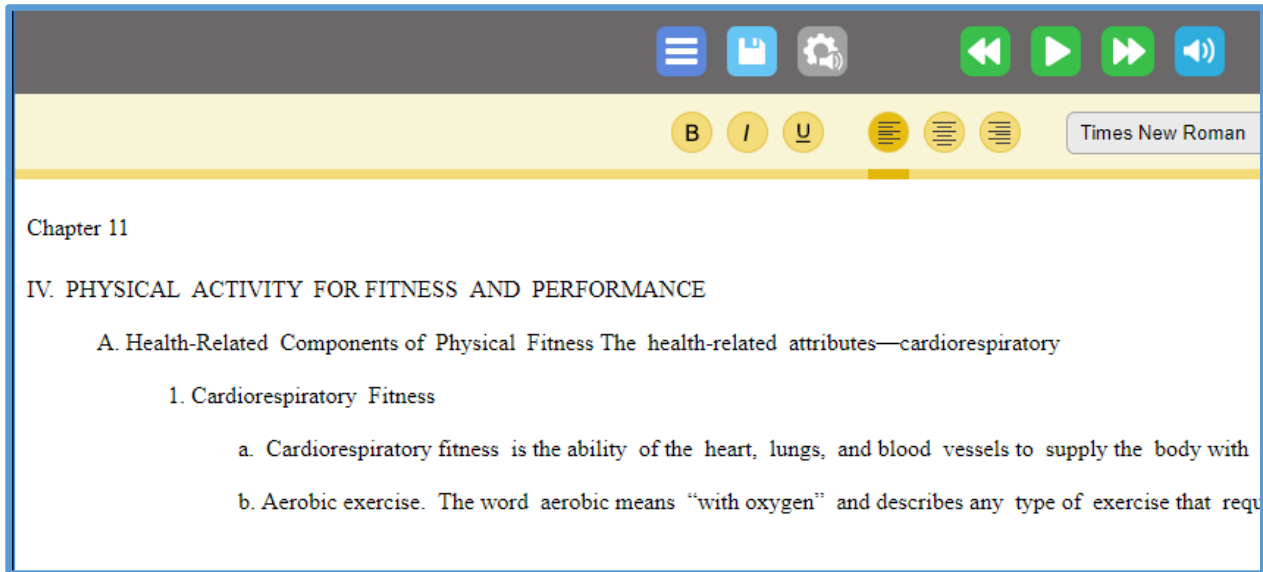 B I U Times New Roman
Chapter 11
IV. PHYSICAL ACTIVITY FOR FITNESS AND PERFORMANCE
A. Health-Related Components of Physical Fitness The health-related attributes—cardiorespiratory
1. Cardiorespiratory Fitness
a. Cardiorespiratory fitness is the ability of the heart, lungs, and blood vessels to supply the body with
b. Aerobic exercise. The word aerobic means “with oxygen” and describes any type of exercise that requ